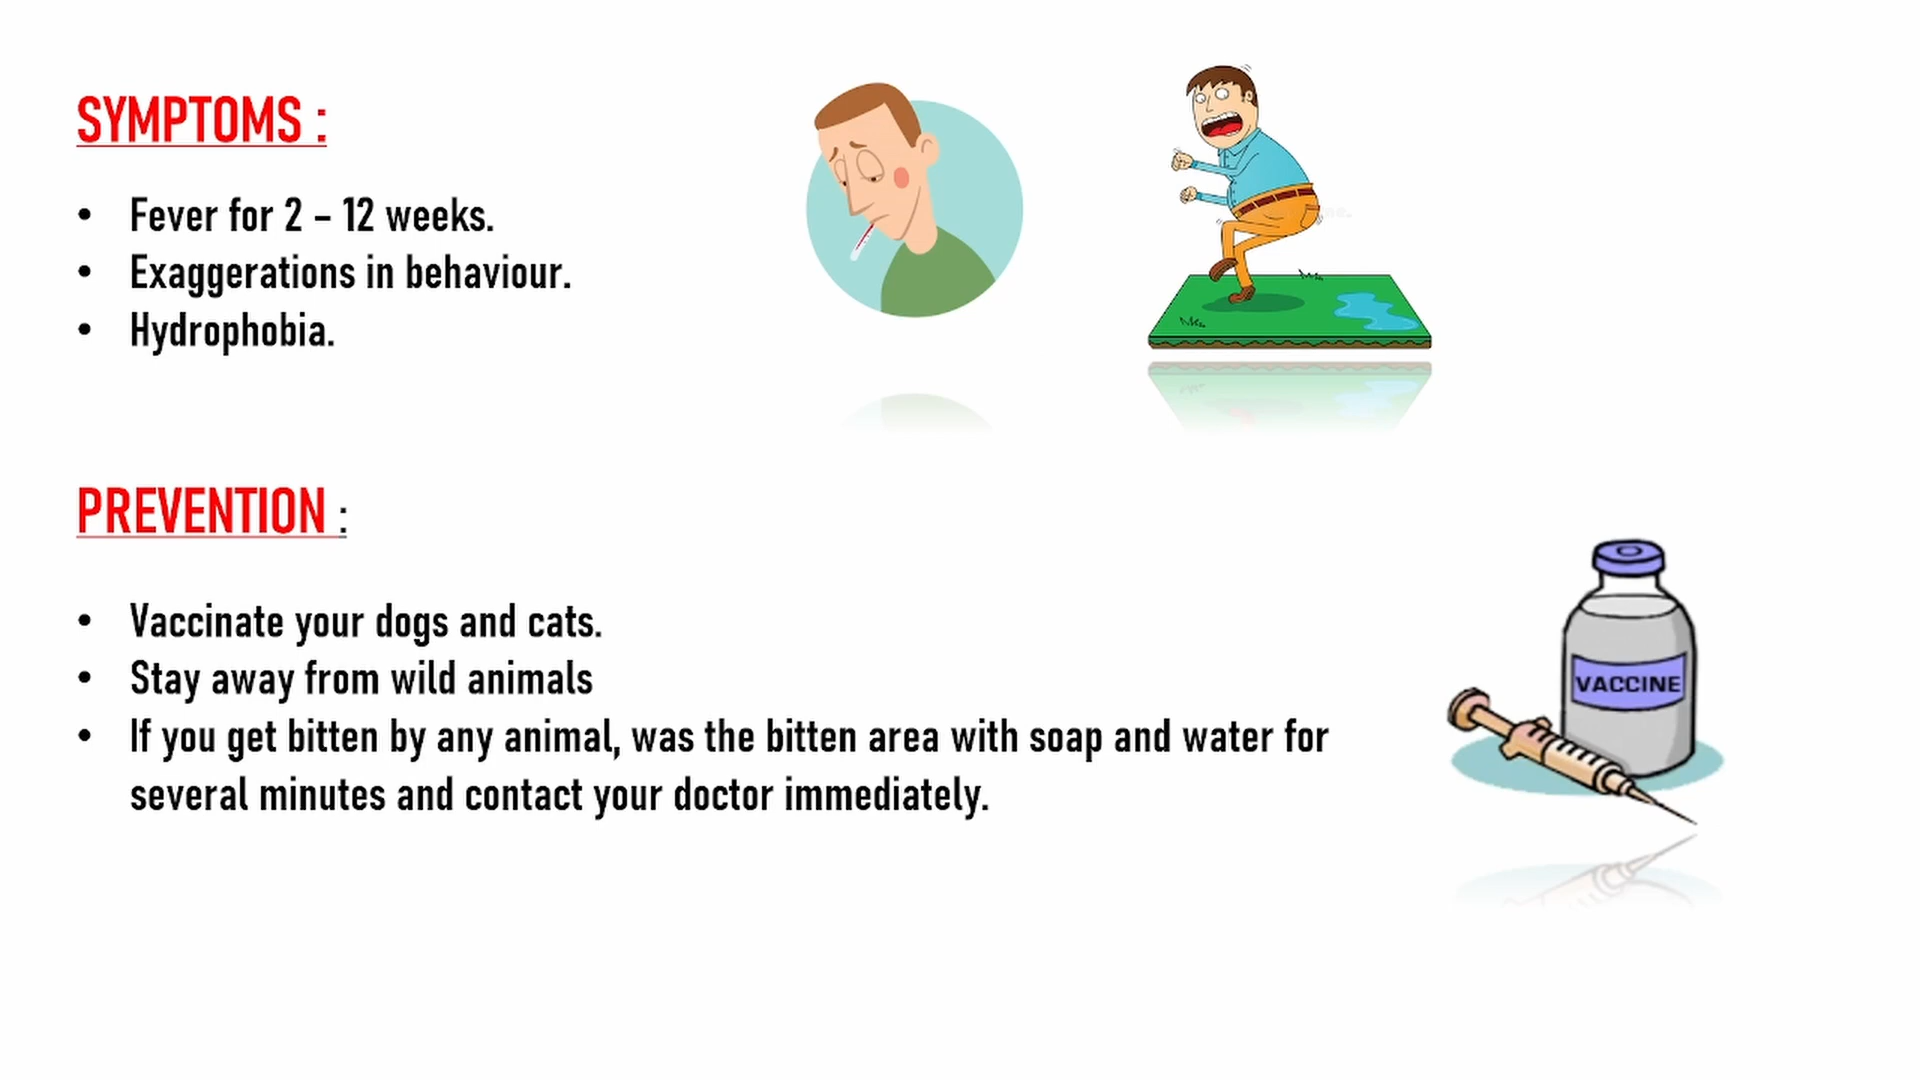 SYMPTOMS :
• Fever for 2 – 12 weeks.
• Exaggerations in behaviour.
• Hydrophobia.
PREVENTION :
• Vaccinate your dogs and cats.
• Stay away from wild animals
• If you get bitten by any animal, was the bitten area with soap and water for
several minutes and contact your doctor immediately.
VACCINE